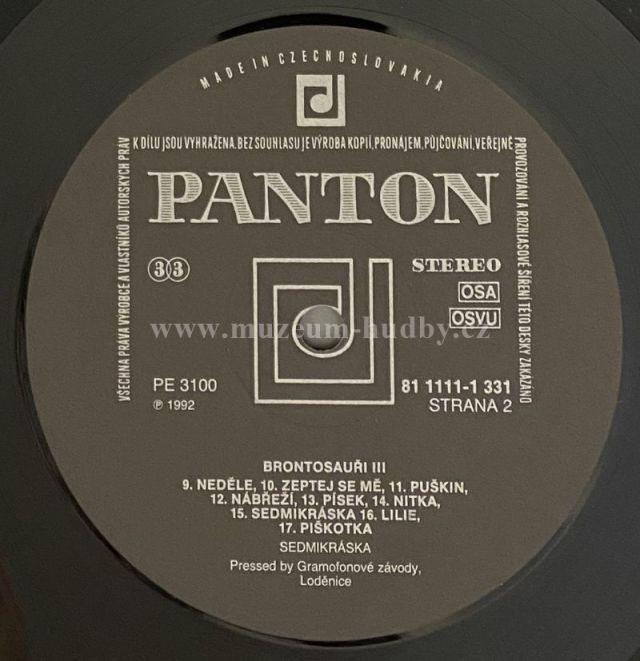 MADE IN CZECHOSLOVAKIA
VŠECHNA PRÁVA VÝROBCE A VLASTNÍKŮ AUTORSKÝCH PRÁV
K DÍLU JSOU VYHRAŽENA. BEZ SOUHLASU JE VÝROBA KOPIÍ, PRONÁJEM, PŮJČOVÁNÍ, VEŘEJNÉ
PROVOZOVÁNÍ A ROZHLASOVÉ ŠÍŘENÍ TÉTO DESKY ZAKÁZÁNO
PANTON
33
STEREO
OSA
OSVU
www.muzeum-hudby.cz
PE 3100
℗ 1992
81 1111-1 331
STRANA 2
BRONTOSAUŘI III
9. NEDĚLE, 10. ZEPTEJ SE MĚ, 11. PUŠKIN,
12. NÁBŘEŽÍ, 13. PÍSEK, 14. NITKA,
15. SEDMIKRÁSKA 16. LILIE,
17. PIŠKOTKA
SEDMIKRÁSKA
Pressed by Gramofonové závody,
Loděnice